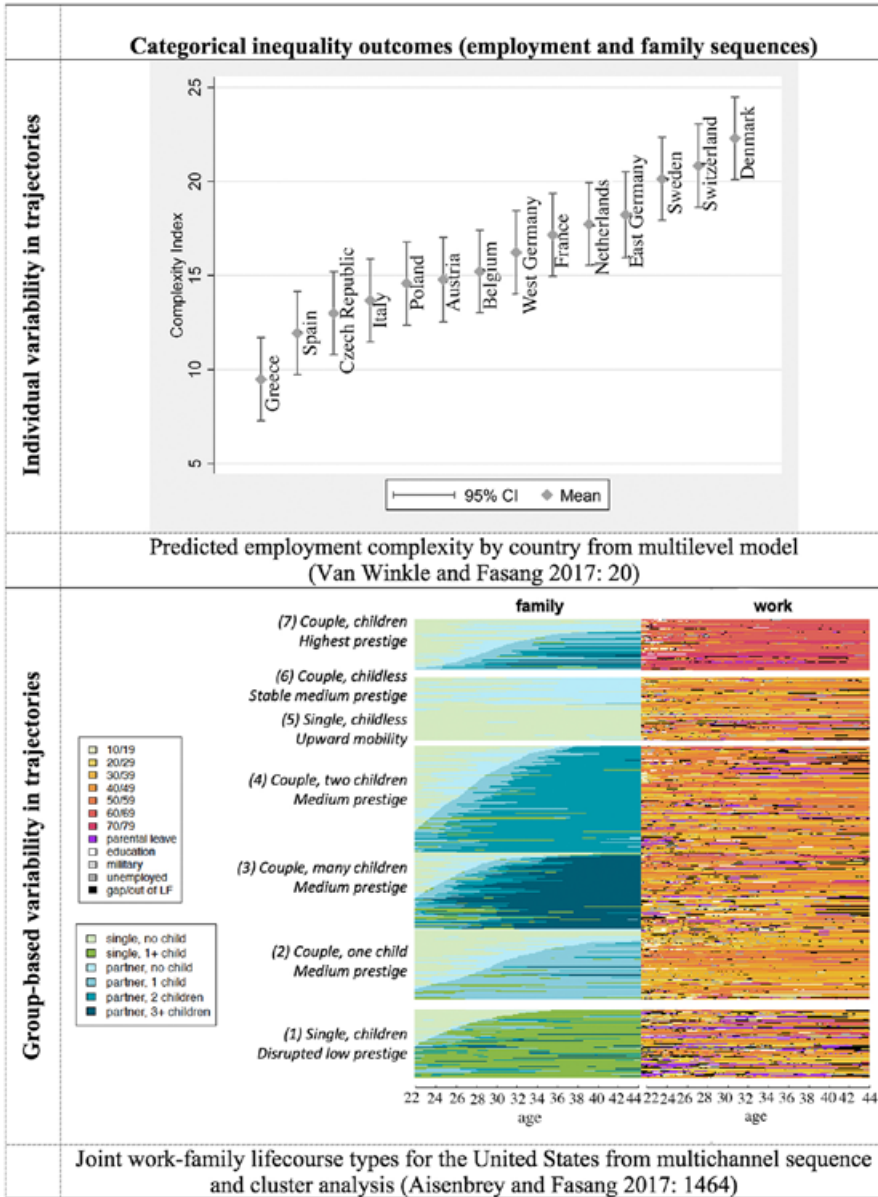 Categorical inequality outcomes (employment and family sequences)
Individual variability in trajectories
Complexity Index
25
20
15
10
5
Greece
Spain
Czech Republic
Italy
Poland
Austria
Belgium
West Germany
France
Netherlands
East Germany
Sweden
Switzerland
Denmark
95% CI Mean
Predicted employment complexity by country from multilevel model
(Van Winkle and Fasang 2017: 20)
Group-based variability in trajectories
family work
(7) Couple, children
Highest prestige
(6) Couple, childless
Stable medium prestige
(5) Single, childless
Upward mobility
(4) Couple, two children
Medium prestige
(3) Couple, many children
Medium prestige
(2) Couple, one child
Medium prestige
(1) Single, children
Disrupted low prestige
10/19
20/29
30/39
40/49
50/59
60/69
70/79
parental leave
education
military
unemployed
gap/out of LF
single, no child
single, 1+ child
partner, no child
partner, 1 child
partner, 2 children
partner, 3+ children
22 24 26 28 30 32 34 36 38 40 42 44 22 24 26 28 30 32 34 36 38 40 42 44
age age
Joint work-family lifecourse types for the United States from multichannel sequence
and cluster analysis (Aisenbrey and Fasang 2017: 1464)